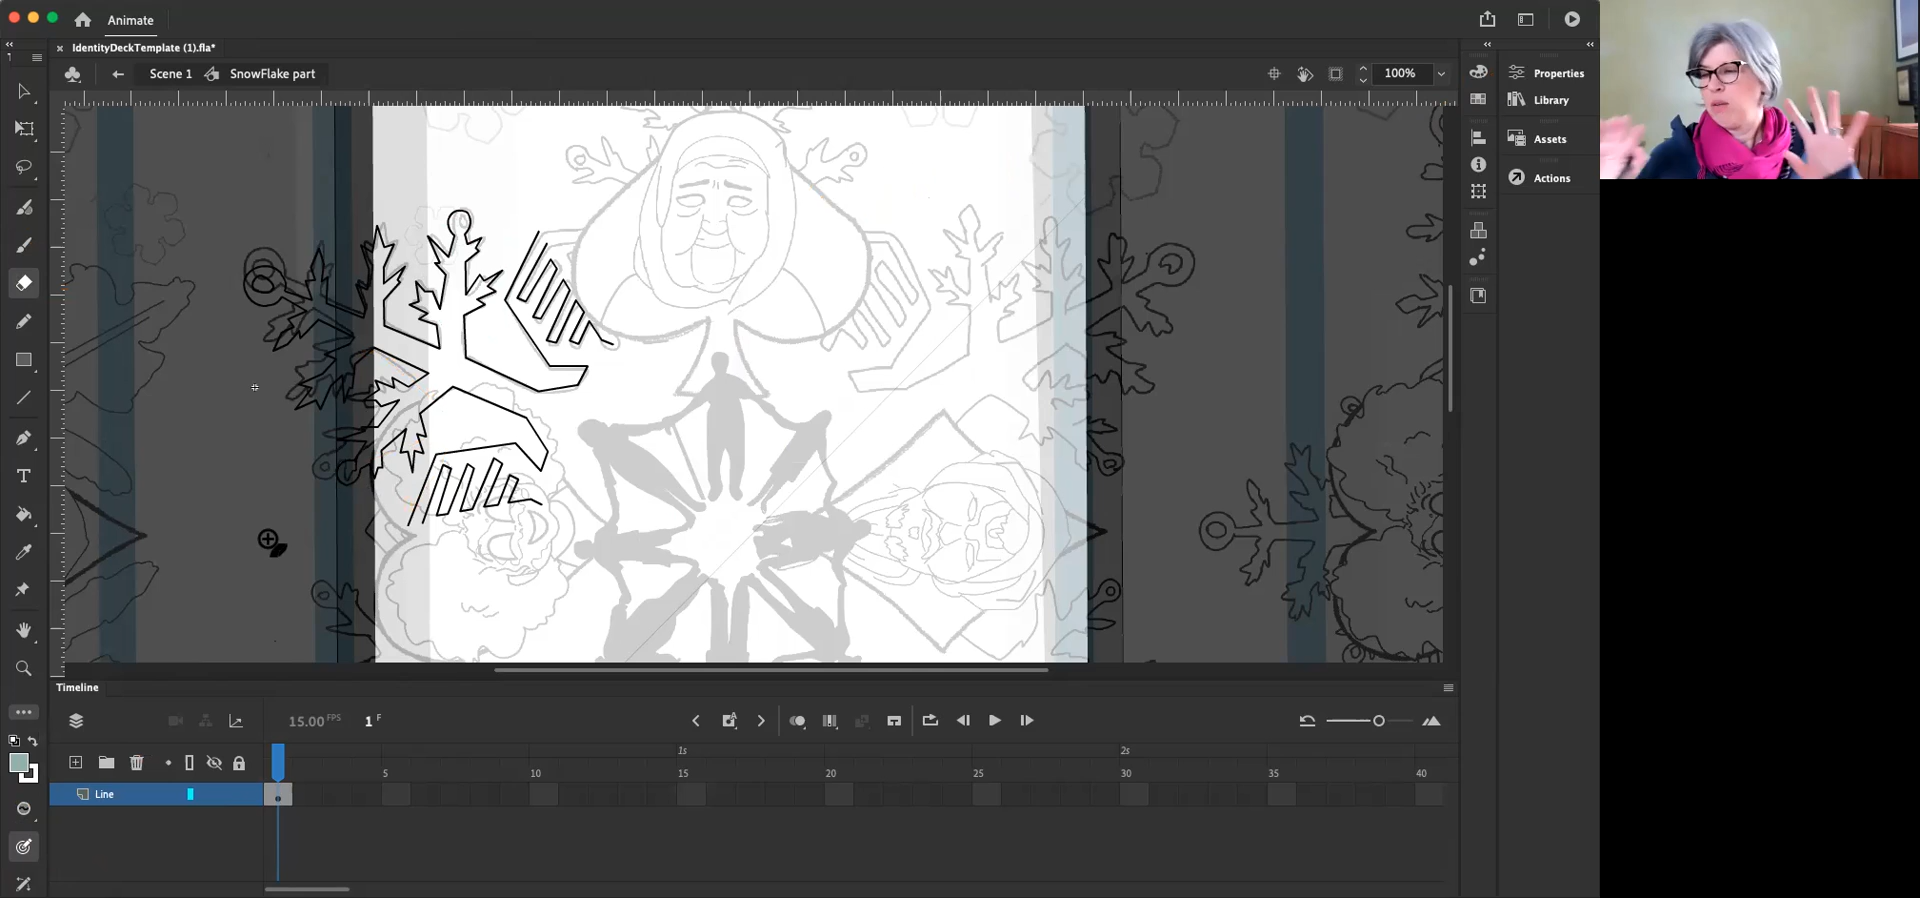 Animate
IdentityDeckTemplate (1).fla*
Scene 1
SnowFlake part
100%
Properties
Library
Assets
Actions
Timeline
15.00 FPS
1 F
1s
2s
5
10
15
20
25
30
35
40
Line